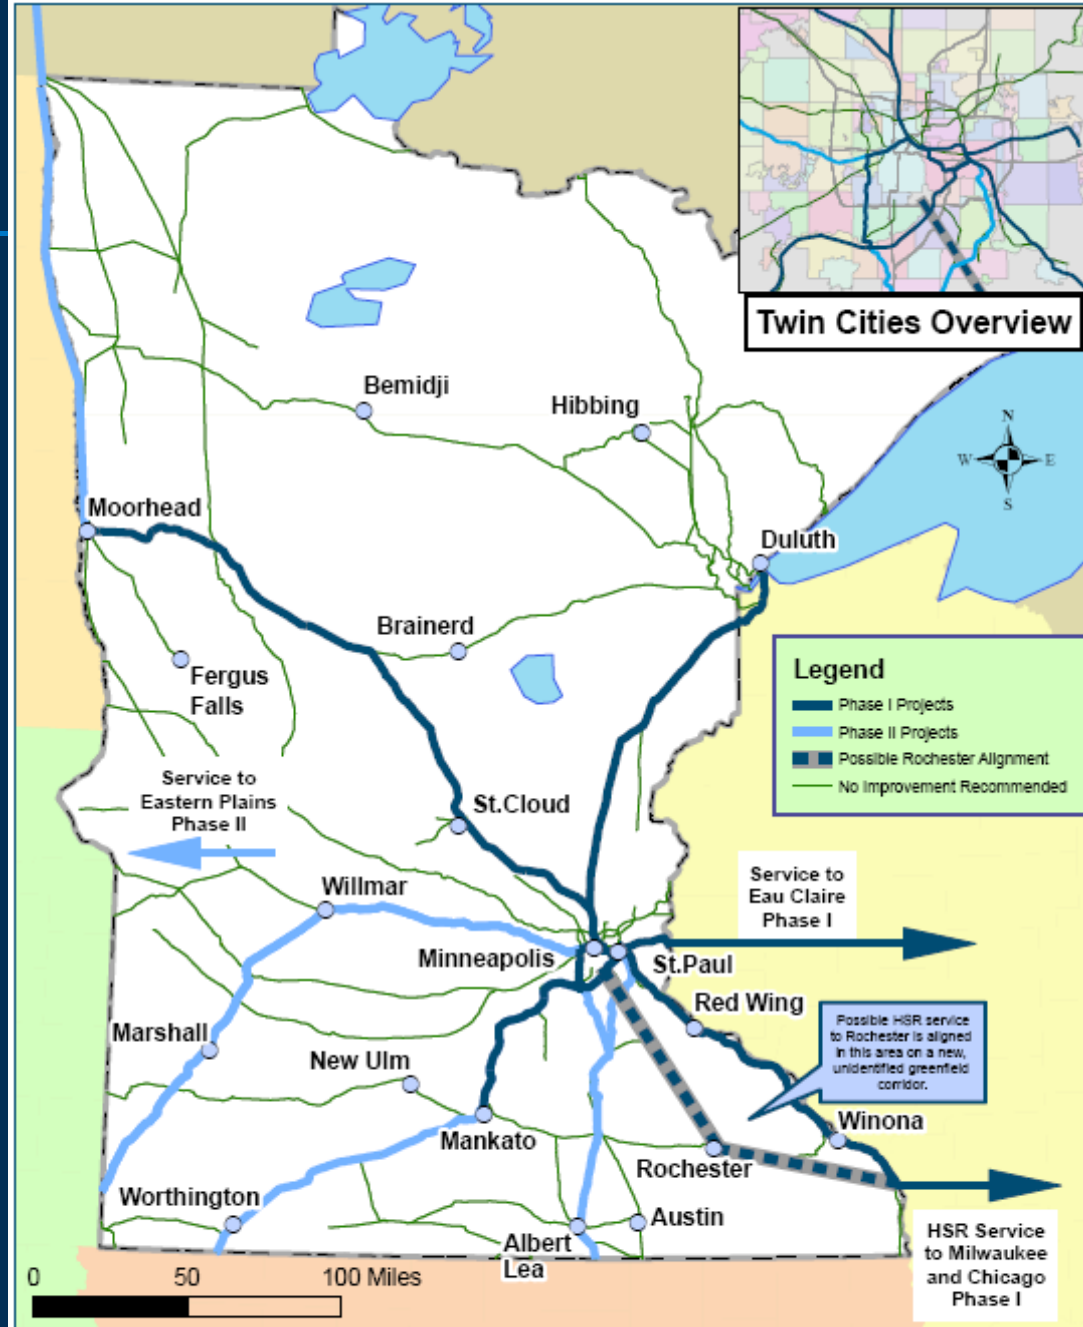 Twin Cities Overview
Bemidji
Hibbing
N
W
E
S
Moorhead
Duluth
Brainerd
Fergus
Falls
Legend
Phase I Projects
Phase II Projects
Possible Rochester Alignment
No Improvement Recommended
Service to
Eastern Plains
Phase II
St.Cloud
Service to
Eau Claire
Phase I
Willmar
Minneapolis
St.Paul
Red Wing
Possible HSR service
to Rochester is aligned
in this area on a new,
unidentified greenfield
corridor.
Marshall
New Ulm
Mankato
Winona
Rochester
Worthington
Austin
Albert
Lea
HSR Service
to Milwaukee
and Chicago
Phase I
0 50 100 Miles